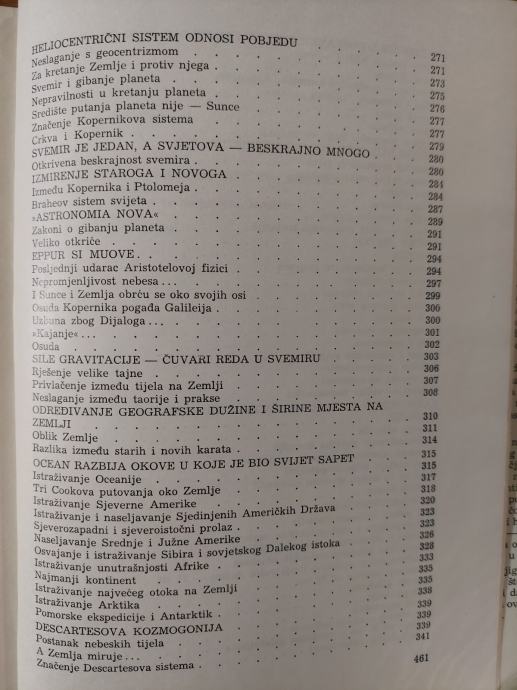 HELIOCENTRIČNI SISTEM ODNOSI POBJEDU . . . . 271
Neslaganje s geocentrizmom . . . . 271
Za kretanje Zemlje i protiv njega . . . . 273
Svemir i gibanje planeta . . . . 275
Nepravilnosti u kretanju planeta . . . . 276
Središte putanja planeta nije — Sunce . . . . 277
Značenje Kopernikova sistema . . . . 277
Crkva i Kopernik . . . . 279
SVEMIR JE JEDAN, A SVJETOVA — BESKRAJNO MNOGO . 280
Otkrivena beskrajnost svemira . . . . 280
IZMIRENJE STAROGA I NOVOGA . . . . 284
Između Kopernika i Ptolomeja . . . . 284
Braheov sistem svijeta . . . . 287
»ASTRONOMIA NOVA« . . . . 289
Zakoni o gibanju planeta . . . . 291
Veliko otkriće . . . . 291
EPPUR SI MUOVE . . . . 294
Posljednji udarac Aristotelovoj fizici . . . . 294
Nepromjenljivost nebesa ... . . . . 297
I Sunce i Zemlja obrću se oko svojih osi . . . . 299
Osuda Kopernika pogađa Galileija . . . . 300
Uzbuna zbog Dijaloga ... . . . . 300
»Kajanje« ... . . . . 301
Osuda . . . . 302
SILE GRAVITACIJE — ČUVARI REDA U SVEMIRU . . . . 303
Rješenje velike tajne . . . . 306
Privlačenje između tijela na Zemlji . . . . 307
Neslaganje između taorije i prakse . . . . 308
ODREĐIVANJE GEOGRAFSKE DUŽINE I ŠIRINE MJESTA NA
ZEMLJI . . . . 310
Oblik Zemlje . . . . 311
Razlika između starih i novih karata . . . . 314
OCEAN RAZBIJA OKOVE U KOJE JE BIO SVIJET SAPET . . . . 315
Istraživanje Oceanije . . . . 315
Tri Cookova putovanja oko Zemlje . . . . 317
Istraživanje Sjeverne Amerike . . . . 318
Istraživanje i naseljavanje Sjedinjenih Američkih Država . . . . 320
Sjeverozapadni i sjeveroistočni prolaz . . . . 323
Naseljavanje Srednje i Južne Amerike . . . . 323
Osvajanje i istraživanje Sibira i sovjetskog Dalekog istoka . . . . 326
Istraživanje unutrašnjosti Afrike . . . . 328
Najmanji kontinent . . . . 333
Istraživanje najvećeg otoka na Zemlji . . . . 335
Istraživanje Arktika . . . . 335
Pomorske ekspedicije i Antarktik . . . . 338
DESCARTESOVA KOZMOGONIJA . . . . 339
Postanak nebeskih tijela . . . . 339
A Zemlja miruje ... . . . . 339
Značenje Descartesova sistema . . . . 341
461